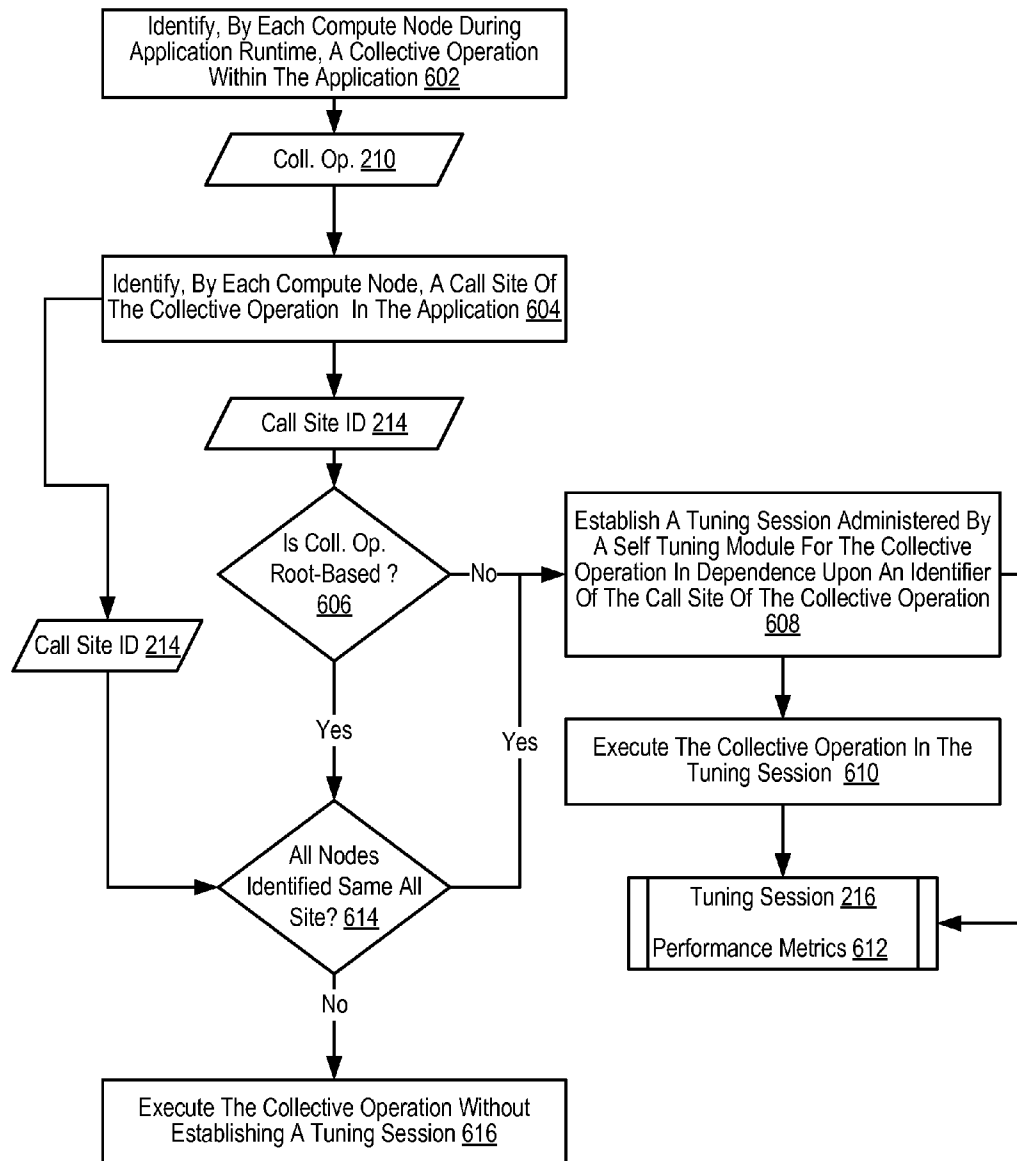 Identify, By Each Compute Node During
Application Runtime, A Collective Operation
Within The Application 602
Coll. Op. 210
Identify, By Each Compute Node, A Call Site Of
The Collective Operation In The Application 604
Call Site ID 214
Is Coll. Op.
Root-Based ?
606
No
Establish A Tuning Session Administered By
A Self Tuning Module For The Collective
Operation In Dependence Upon An Identifier
Of The Call Site Of The Collective Operation
608
Call Site ID 214
Yes
Yes
Execute The Collective Operation In The
Tuning Session 610
All Nodes
Identified Same All
Site? 614
Tuning Session 216
Performance Metrics 612
No
Execute The Collective Operation Without
Establishing A Tuning Session 616